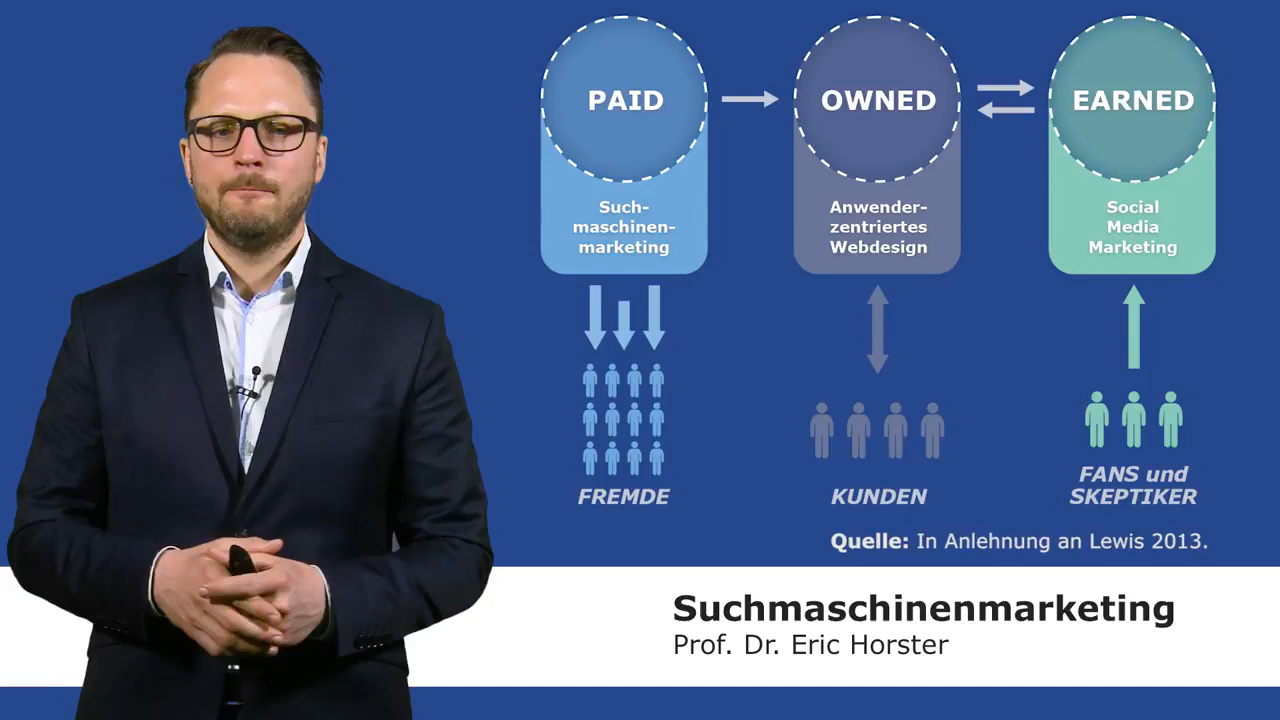 PAID
OWNED
EARNED
Such-
maschinen-
marketing
Anwender-
zentriertes
Webdesign
Social
Media
Marketing
FREMDE
KUNDEN
FANS und
SKEPTIKER
Quelle: In Anlehnung an Lewis 2013.
Suchmaschinenmarketing
Prof. Dr. Eric Horster